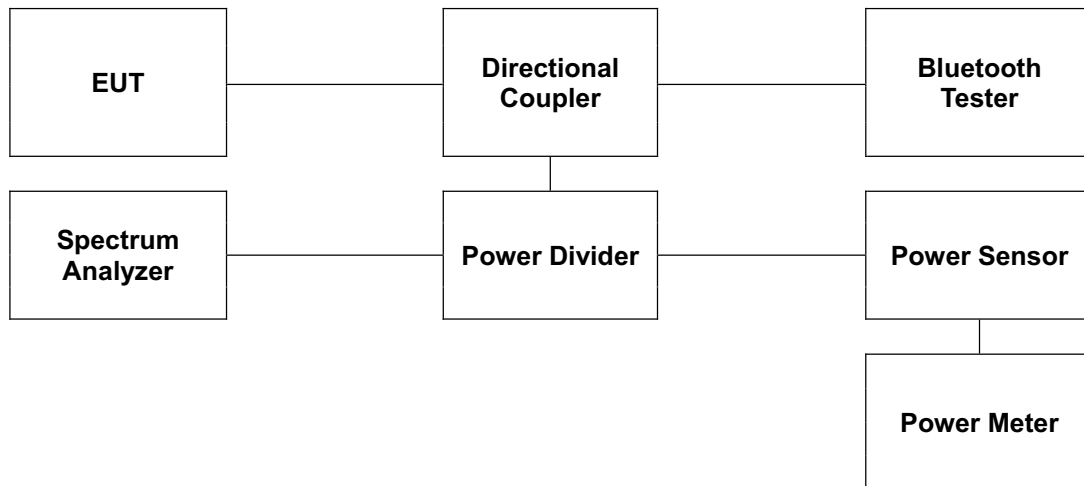 EUT
Directional
Coupler
Bluetooth
Tester
Spectrum
Analyzer
Power Divider
Power Sensor
Power Meter